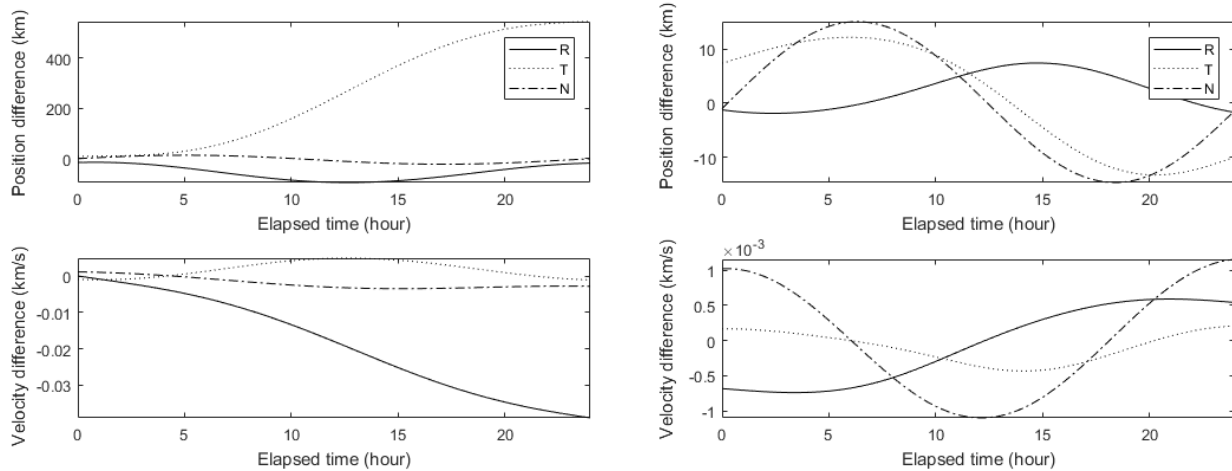 Position difference (km)
400
200
0
R
T
N
0 5 10 15 20
Elapsed time (hour)
Position difference (km)
10
0
-10
R
T
N
0 5 10 15 20
Elapsed time (hour)
Velocity difference (km/s)
0
-0.01
-0.02
-0.03
0 5 10 15 20
Elapsed time (hour)
Velocity difference (km/s)
× 10⁻³
1
0.5
0
-0.5
-1
0 5 10 15 20
Elapsed time (hour)